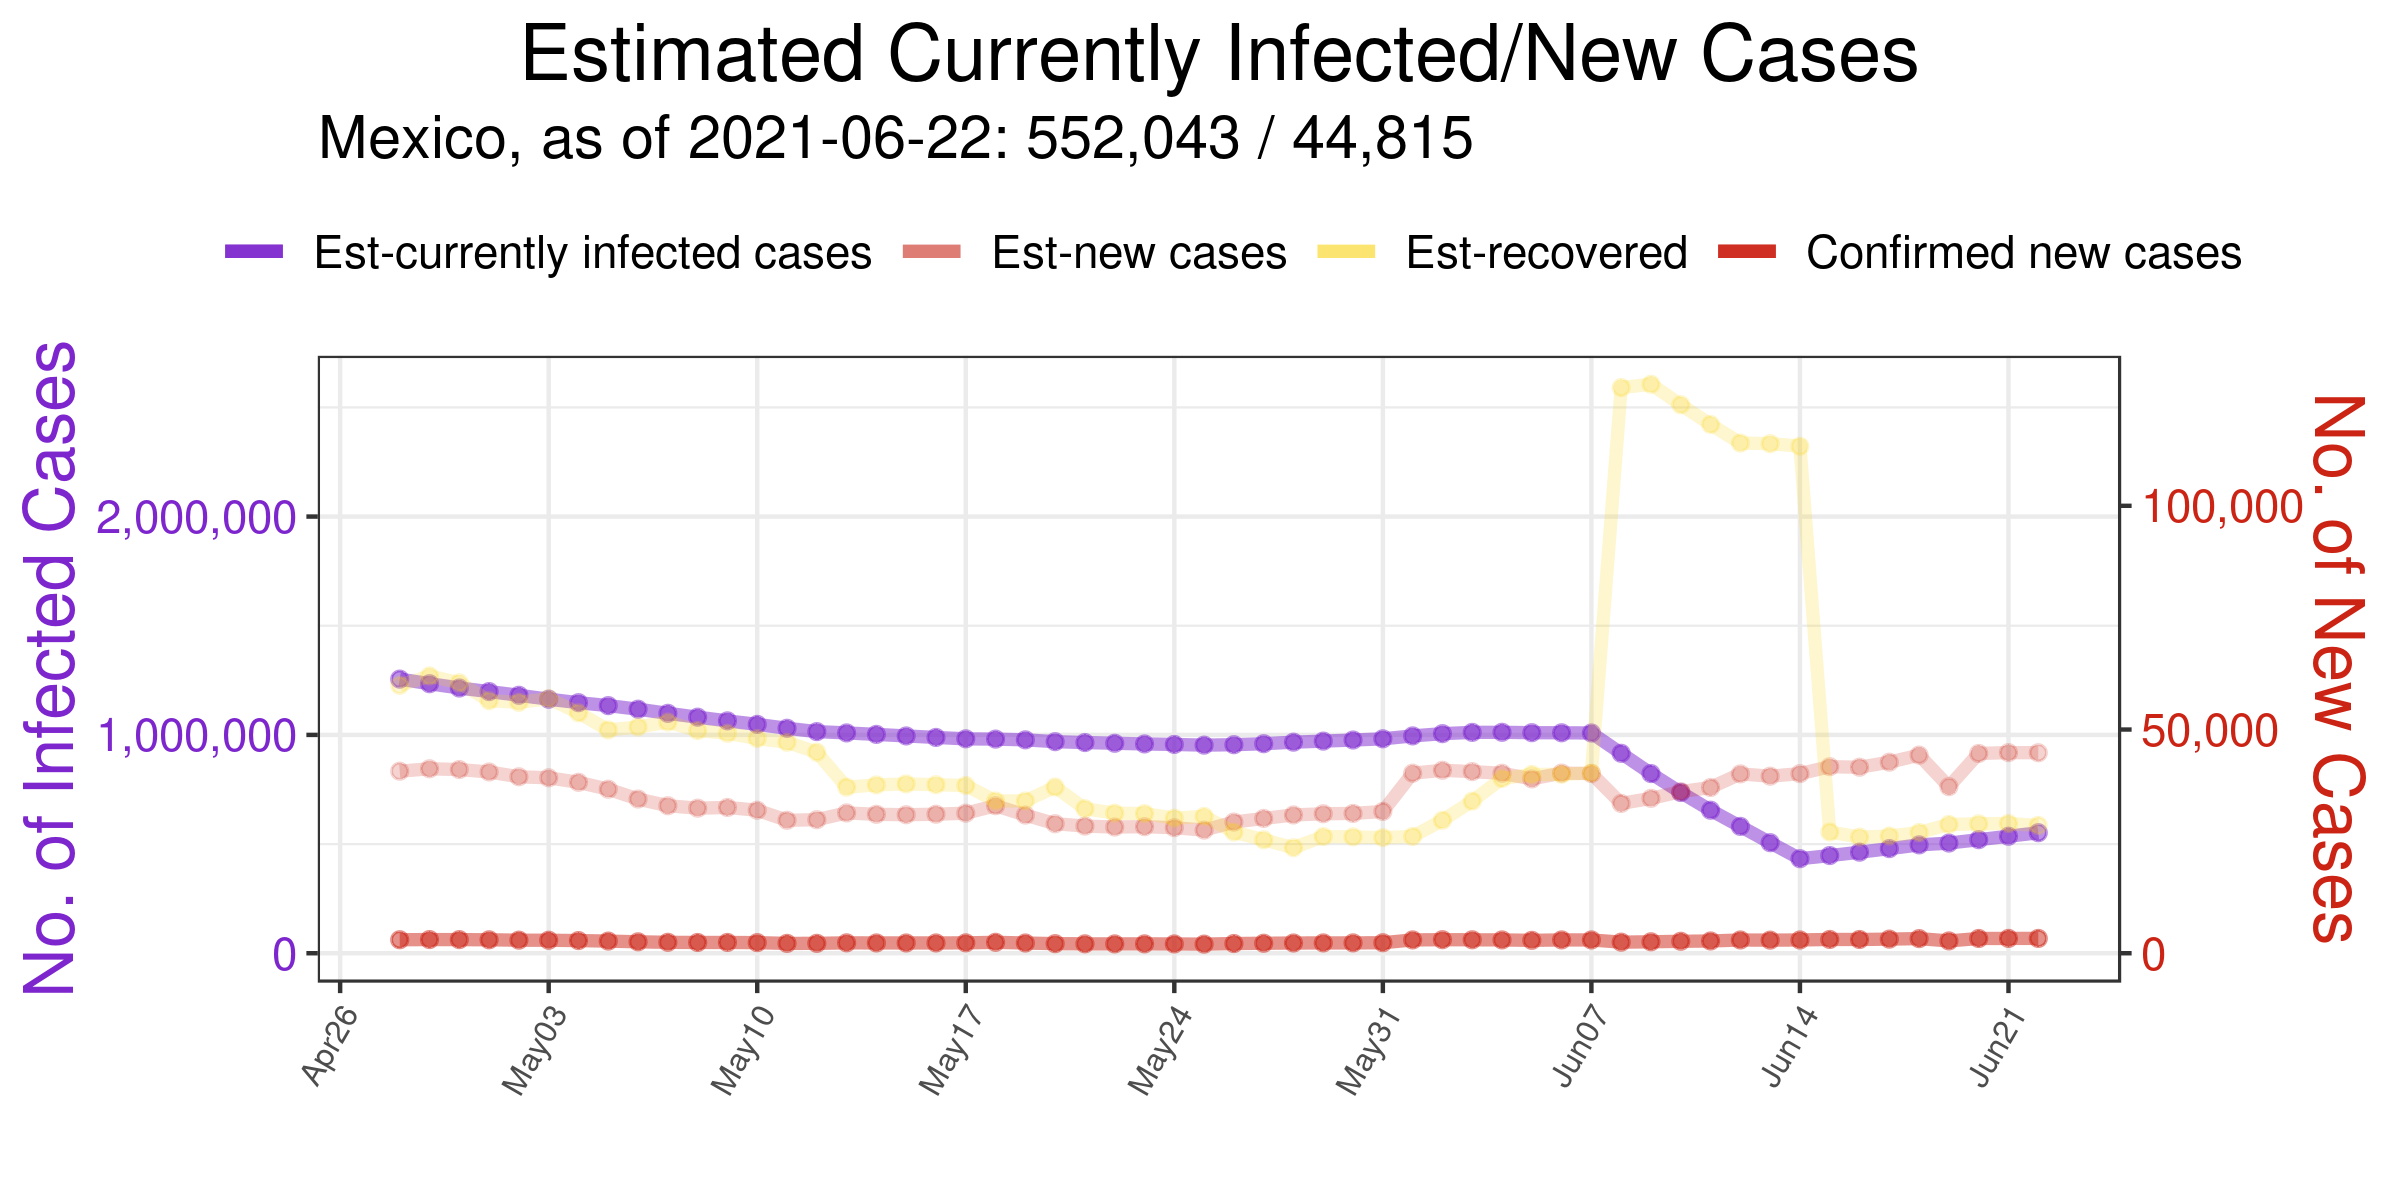 Estimated Currently Infected/New Cases
Mexico, as of 2021-06-22: 552,043 / 44,815
Est-currently infected cases
Est-new cases
Est-recovered
Confirmed new cases
No. of Infected Cases
2,000,000
1,000,000
0
100,000
50,000
0
No. of New Cases
Apr26
May03
May10
May17
May24
May31
Jun07
Jun14
Jun21